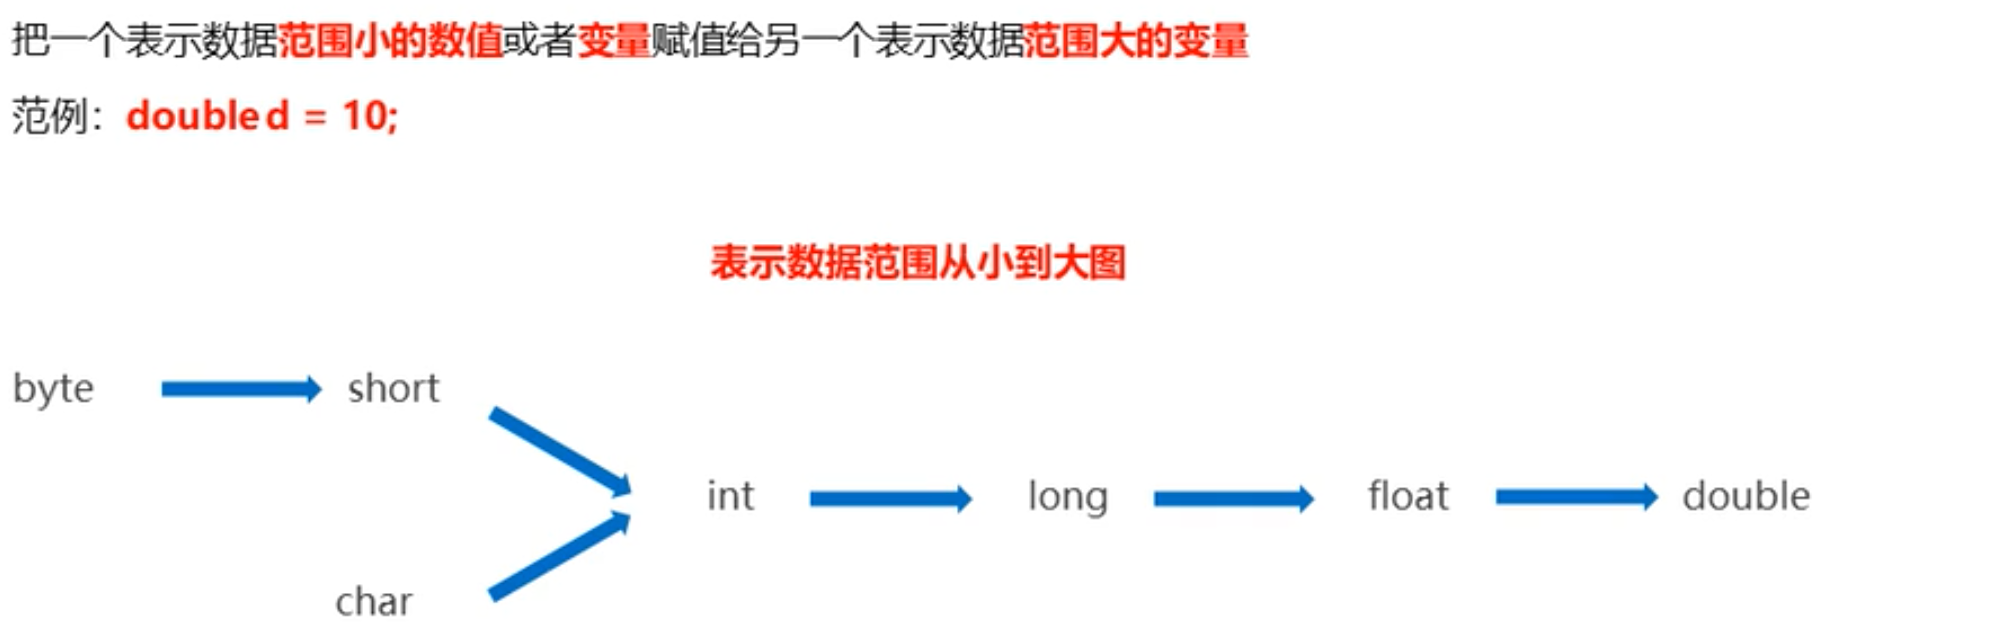 把一个表示数据范围小的数值或者变量赋值给另一个表示数据范围大的变量
范例：double d = 10;
表示数据范围从小到大图
byte short
int long float double
char